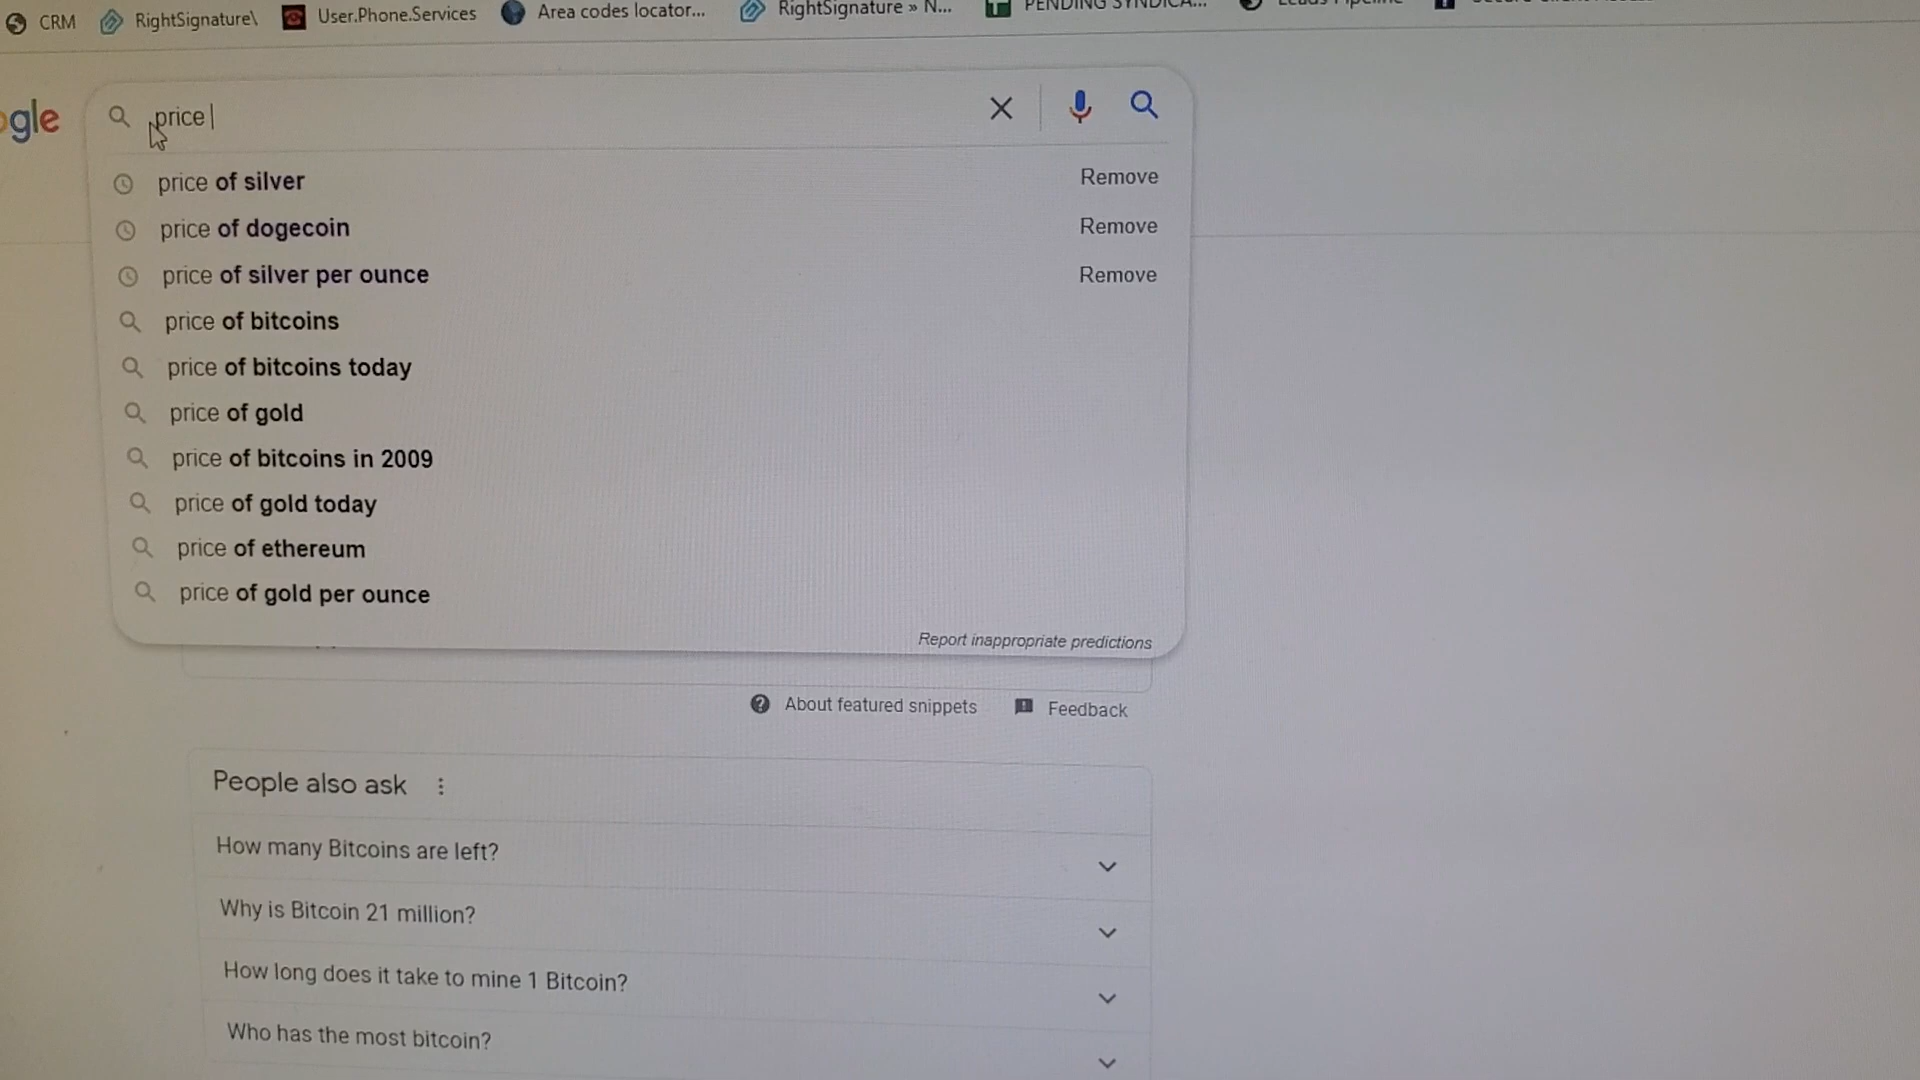 CRM RightSignature\ User.Phone.Services Area codes locator... RightSignature » N... PENDING SYNDICA... Leads Pipeline
gle price
price of silver Remove
price of dogecoin Remove
price of silver per ounce Remove
price of bitcoins
price of bitcoins today
price of gold
price of bitcoins in 2009
price of gold today
price of ethereum
price of gold per ounce
Report inappropriate predictions
About featured snippets Feedback
People also ask
How many Bitcoins are left?
Why is Bitcoin 21 million?
How long does it take to mine 1 Bitcoin?
Who has the most bitcoin?